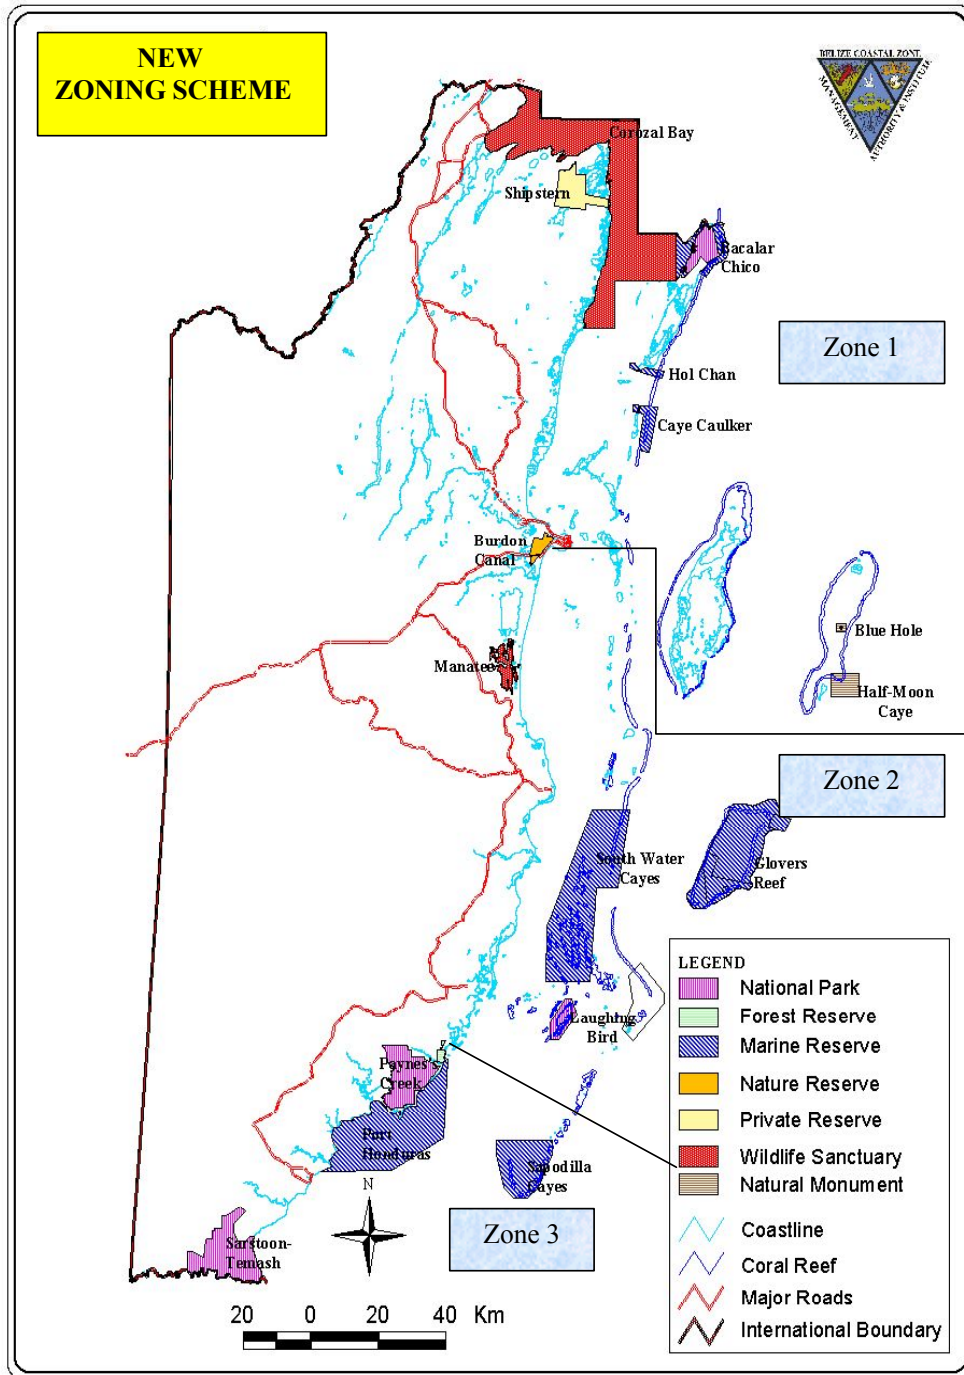 NEW
ZONING SCHEME
BELIZE COASTAL ZONE
MANAGEMENT
AUTHORITY & INSTITUTE
Corozal Bay
Shipstern
Bacalar
Chico
Zone 1
Hol Chan
Caye Caulker
Burdon
Canal
Blue Hole
Manatee
Half-Moon
Caye
Zone 2
South Water
Cayes
Glovers
Reef
LEGEND
National Park
Forest Reserve
Marine Reserve
Nature Reserve
Private Reserve
Wildlife Sanctuary
Natural Monument
Coastline
Coral Reef
Major Roads
International Boundary
Laughing
Bird
Paynes's
Creek
Port
Honduras
Sapodilla
Cayes
N
Zone 3
Sarstoon-
Temash
20 0 20 40 Km